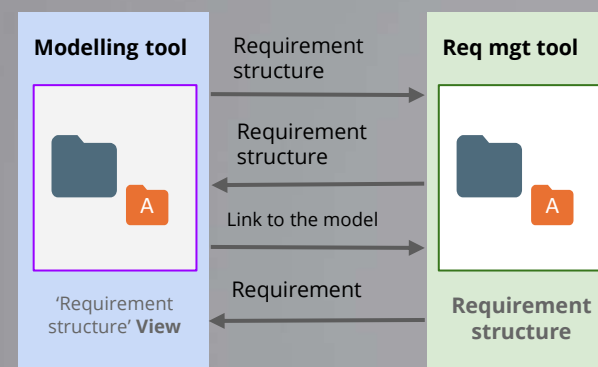 Modelling tool
Requirement
structure
Req mgt tool
Requirement
structure
A
A
Link to the model
Requirement
‘Requirement
structure’ View
Requirement
structure